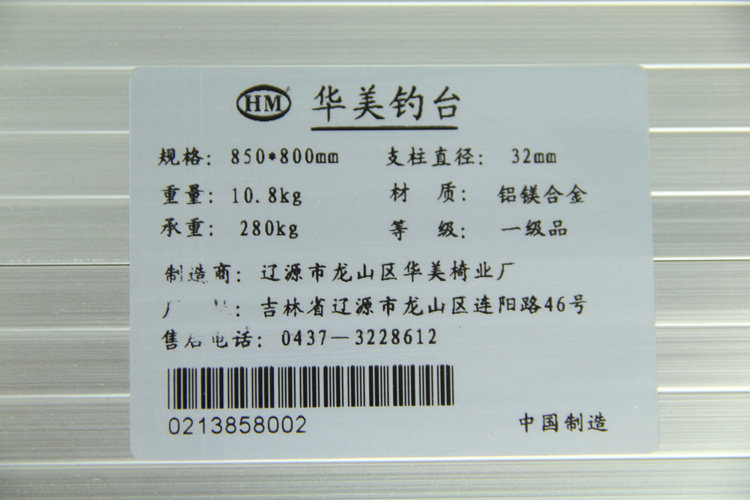 HM 华美钓台
规格: 850*800mm 支柱直径: 32mm
重量: 10.8kg 材 质: 铝镁合金
承重: 280kg 等 级: 一级品
制造商: 辽源市龙山区华美椅业厂
厂 : 吉林省辽源市龙山区连阳路46号
售后电话: 0437—3228612
0213858002 中国制造